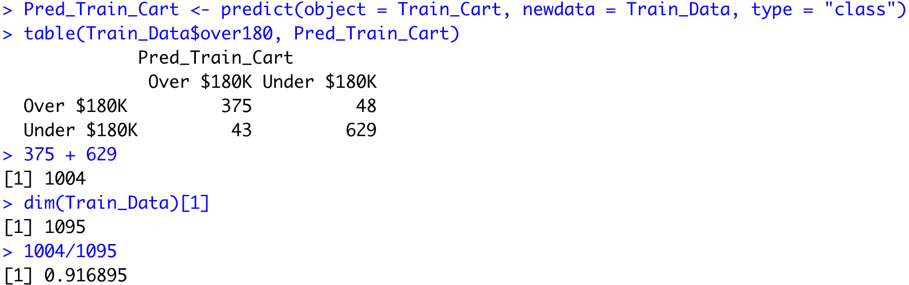 > Pred_Train_Cart <- predict(object = Train_Cart, newdata = Train_Data, type = "class")
> table(Train_Data$over180, Pred_Train_Cart)
Pred_Train_Cart
Over $180K Under $180K
Over $180K 375 48
Under $180K 43 629
> 375 + 629
[1] 1004
> dim(Train_Data)[1]
[1] 1095
> 1004/1095
[1] 0.916895